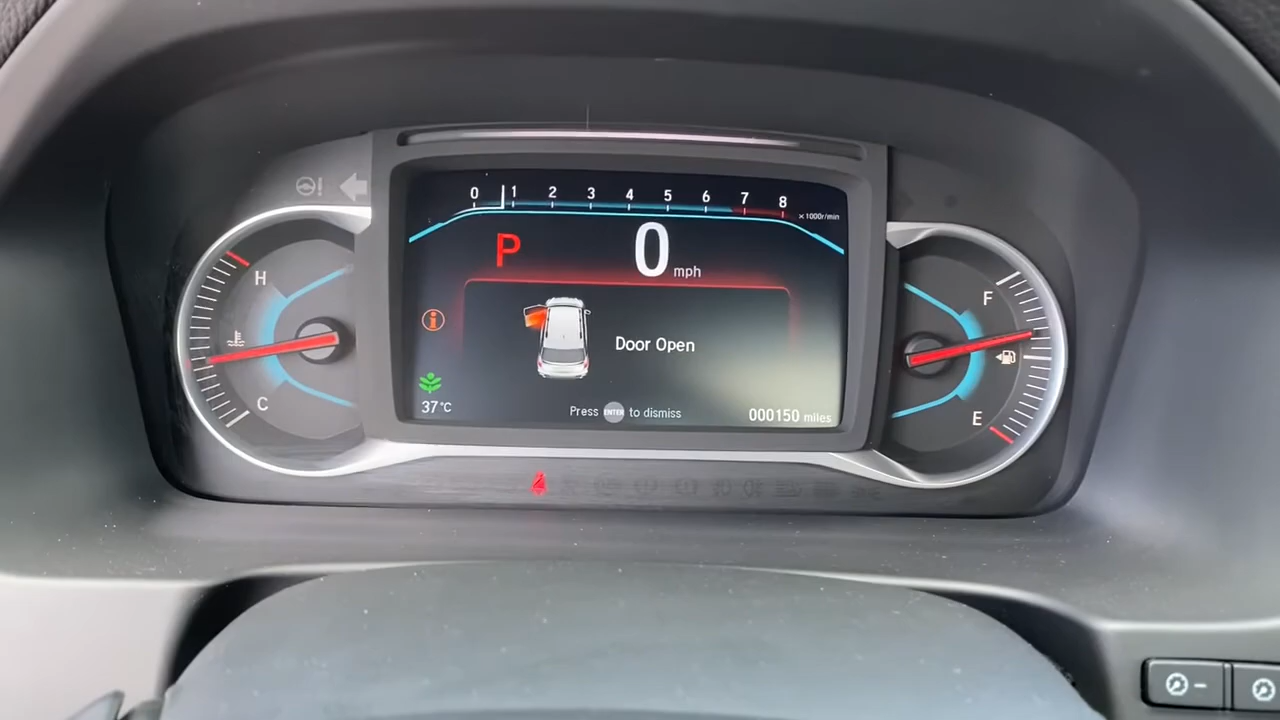 0 1 2 3 4 5 6 7 8
×1000r/min
P
0 mph
H
C
F
E
Door Open
37°C
Press ENTER to dismiss
000150 miles